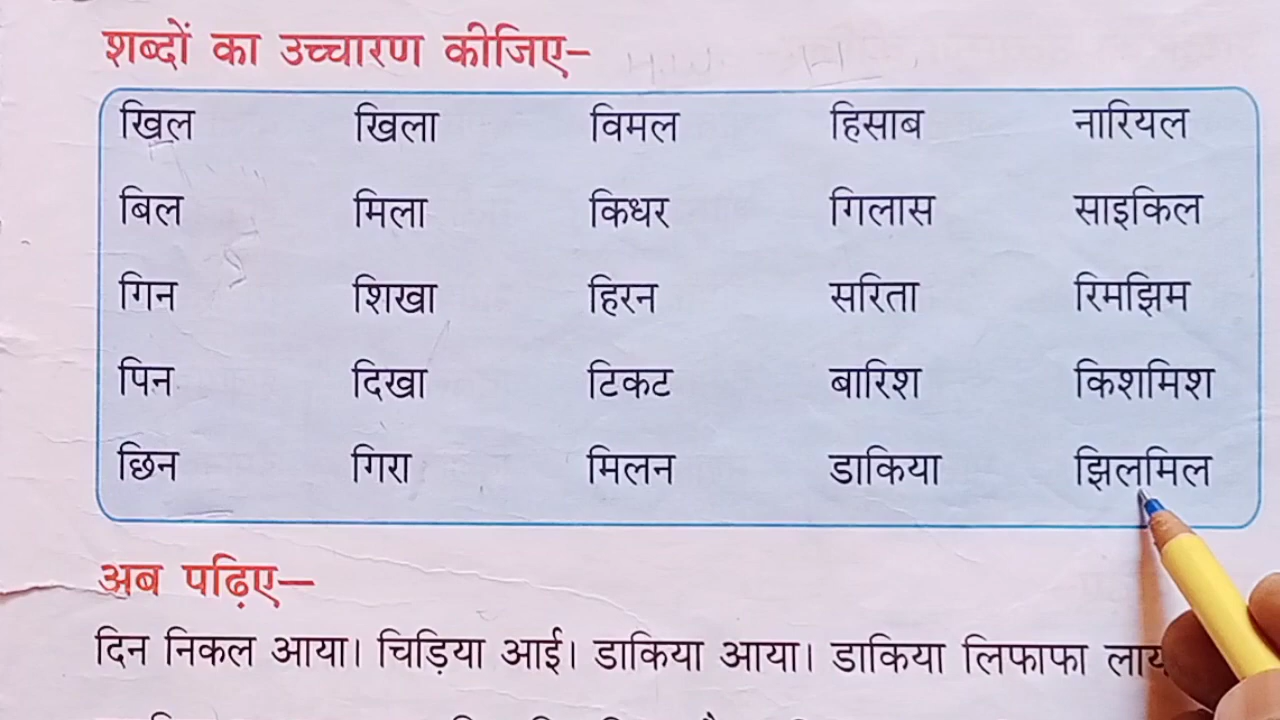 शब्दों का उच्चारण कीजिए–
खिल खिला विमल हिसाब नारियल
बिल मिला किधर गिलास साइकिल
गिन शिखा हिरन सरिता रिमझिम
पिन दिखा टिकट बारिश किशमिश
छिन गिरा मिलन डाकिया झिलमिल
अब पढ़िए—
दिन निकल आया। चिड़िया आई। डाकिया आया। डाकिया लिफाफा